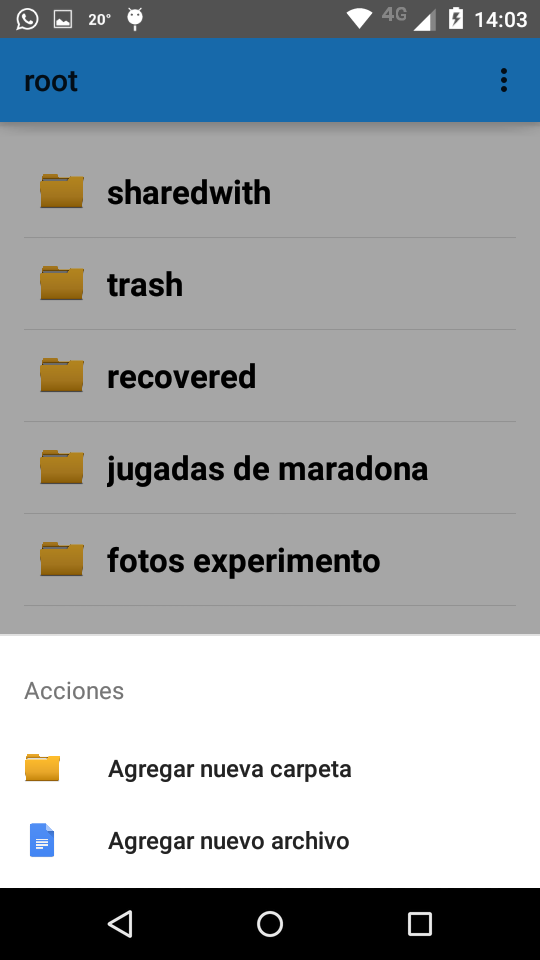 20° 4G 14:03
root
sharedwith
trash
recovered
jugadas de maradona
fotos experimento
Acciones
Agregar nueva carpeta
Agregar nuevo archivo